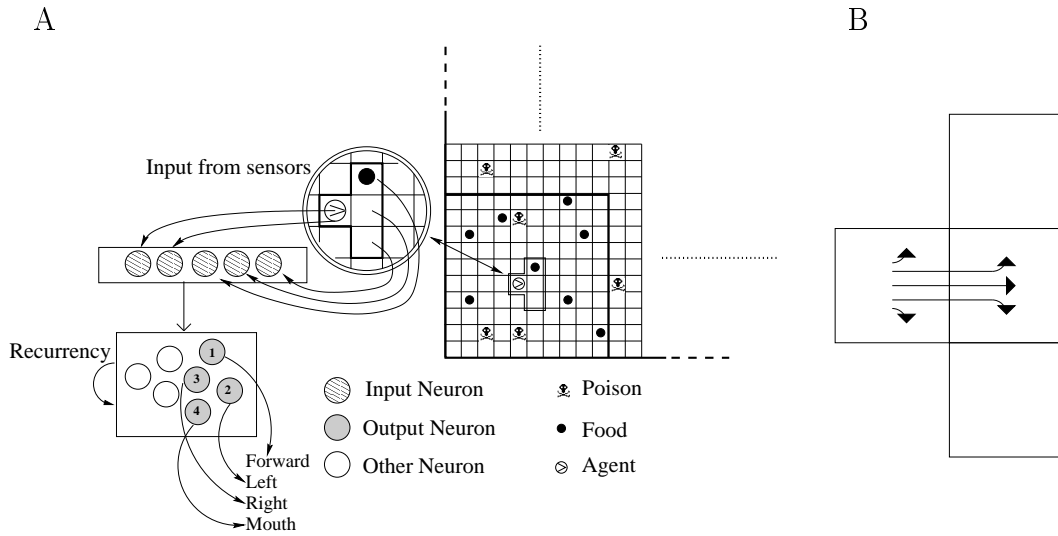 A
B
Input from sensors
Recurrency
1
3
2
4
Input Neuron
Output Neuron
Other Neuron
Poison
Food
Agent
Forward
Left
Right
Mouth